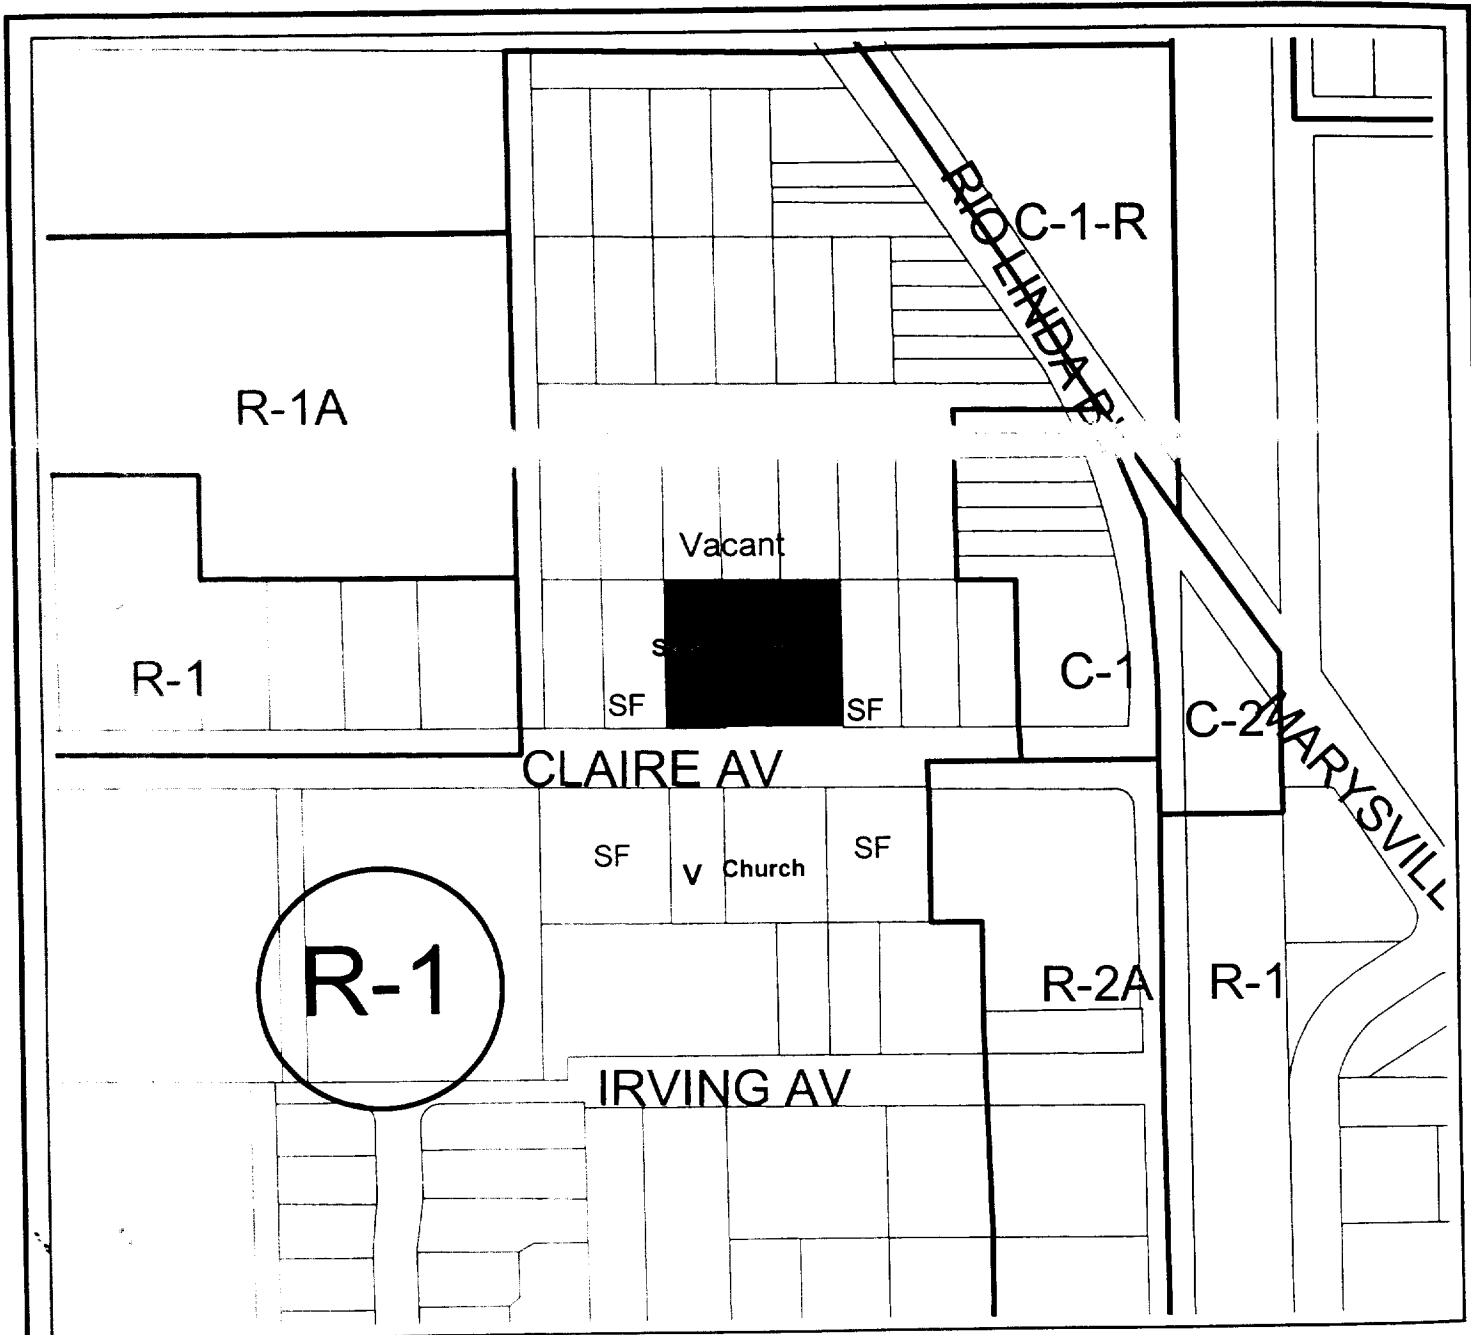 C-1-R
RIO LINDA
R-1A
Vacant
R-1
SF
SF
C-1
C-2
CLAIRE AV
MARYSVILL
SF
V
Church
SF
R-1
R-2A
R-1
IRVING AV